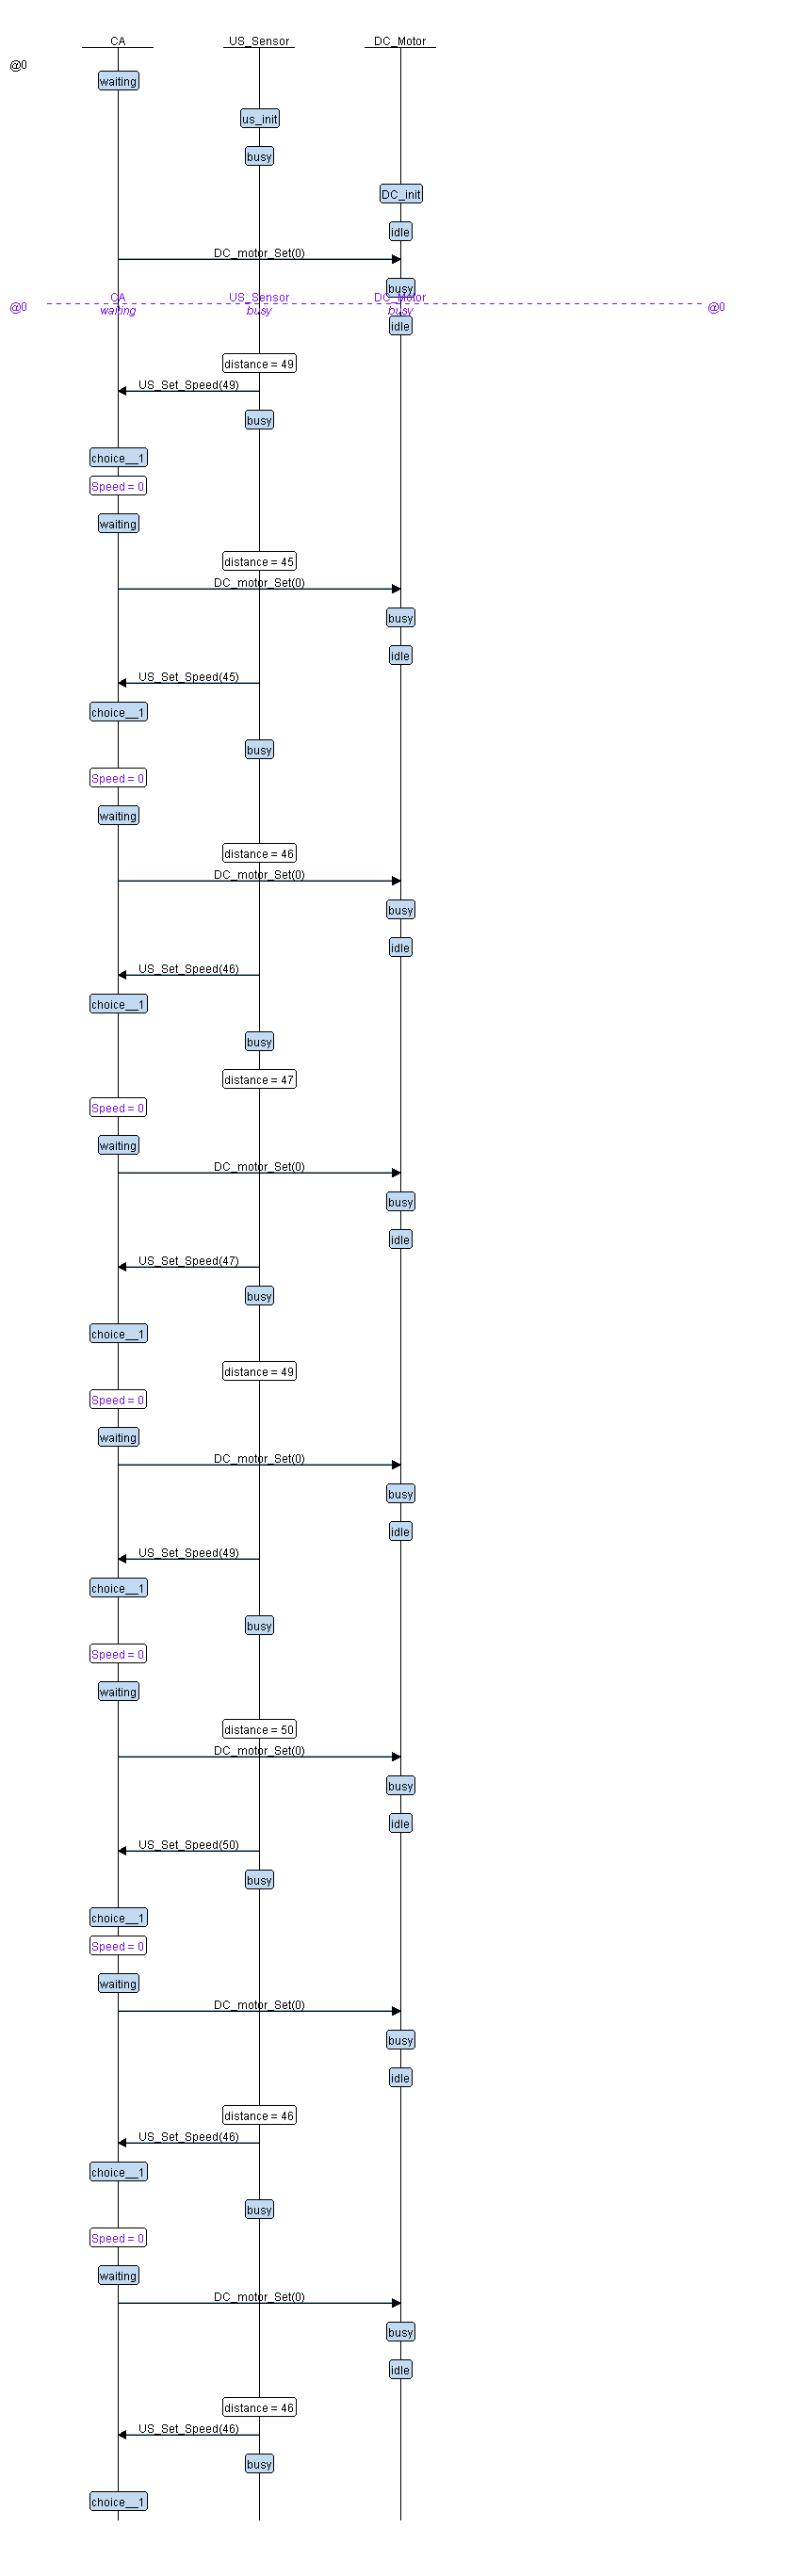 CA US_Sensor DC_Motor
@0
waiting
us_init
busy
DC_init
idle
DC_motor_Set(0)
busy
CA US_Sensor DC_Motor
@0 @0
waiting busy busy
idle
distance = 49
US_Set_Speed(49)
busy
choice__1
Speed = 0
waiting
distance = 45
DC_motor_Set(0)
busy
idle
US_Set_Speed(45)
choice__1
busy
Speed = 0
waiting
distance = 46
DC_motor_Set(0)
busy
idle
US_Set_Speed(46)
choice__1
busy
distance = 47
Speed = 0
waiting
DC_motor_Set(0)
busy
idle
US_Set_Speed(47)
busy
choice__1
distance = 49
Speed = 0
waiting
DC_motor_Set(0)
busy
idle
US_Set_Speed(49)
choice__1
busy
Speed = 0
waiting
distance = 50
DC_motor_Set(0)
busy
idle
US_Set_Speed(50)
busy
choice__1
Speed = 0
waiting
DC_motor_Set(0)
busy
idle
distance = 46
US_Set_Speed(46)
choice__1
busy
Speed = 0
waiting
DC_motor_Set(0)
busy
idle
distance = 46
US_Set_Speed(46)
busy
choice__1